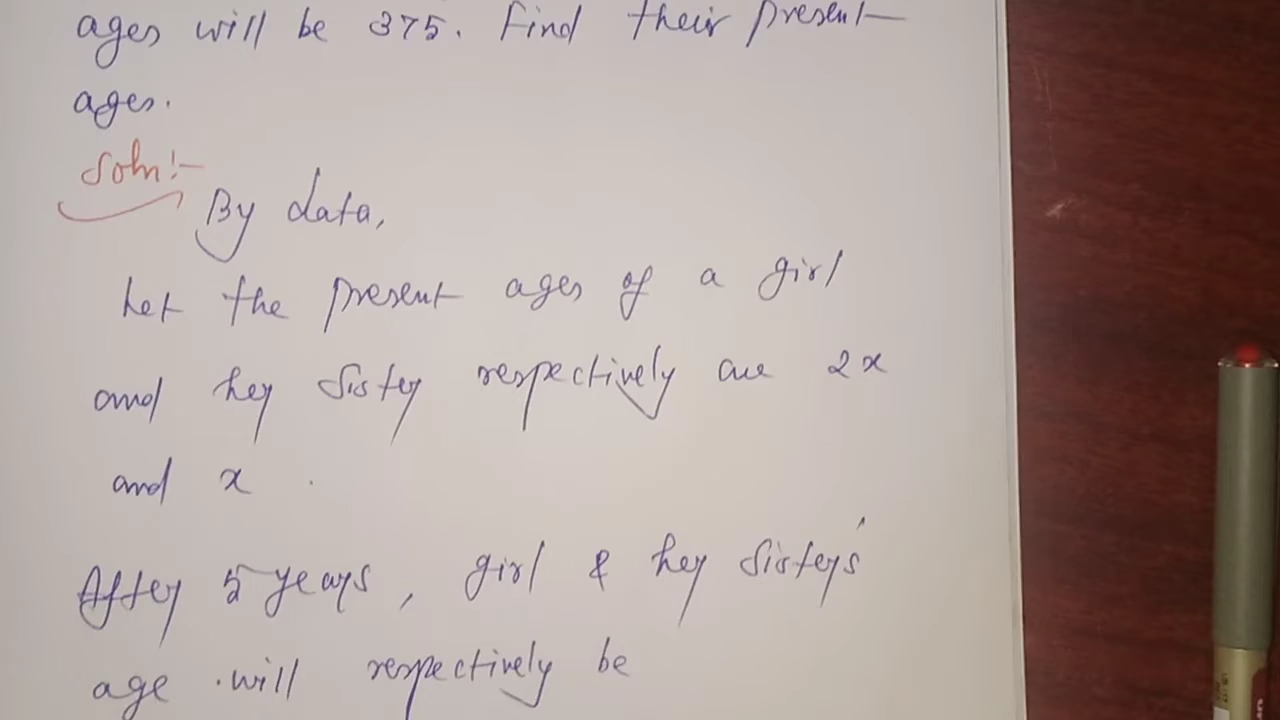 ages will be 375. Find their present
ages.
Soln:-
By data,
Let the present ages of a girl
and her sister respectively are 2x
and x.
After 5 years, girl & her sister's
age will respectively be